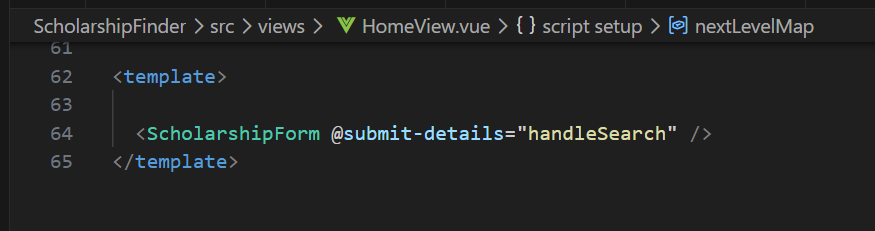 ScholarshipFinder > src > views > HomeView.vue > {} script setup > nextLevelMap
61
62 <template>
63
64 <ScholarshipForm @submit-details="handleSearch" />
65 </template>